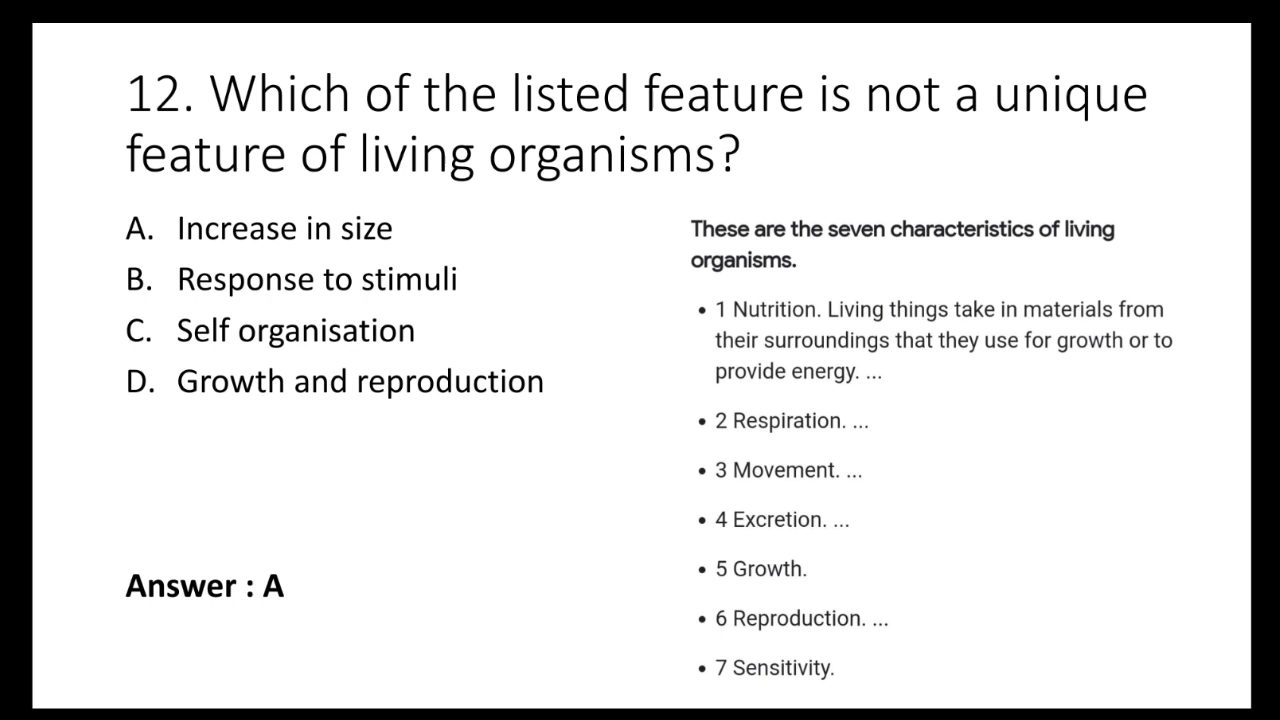 12. Which of the listed feature is not a unique
feature of living organisms?
A. Increase in size
B. Response to stimuli
C. Self organisation
D. Growth and reproduction
Answer : A
These are the seven characteristics of living
organisms.
• 1 Nutrition. Living things take in materials from
their surroundings that they use for growth or to
provide energy. ...
• 2 Respiration. ...
• 3 Movement. ...
• 4 Excretion. ...
• 5 Growth.
• 6 Reproduction. ...
• 7 Sensitivity.